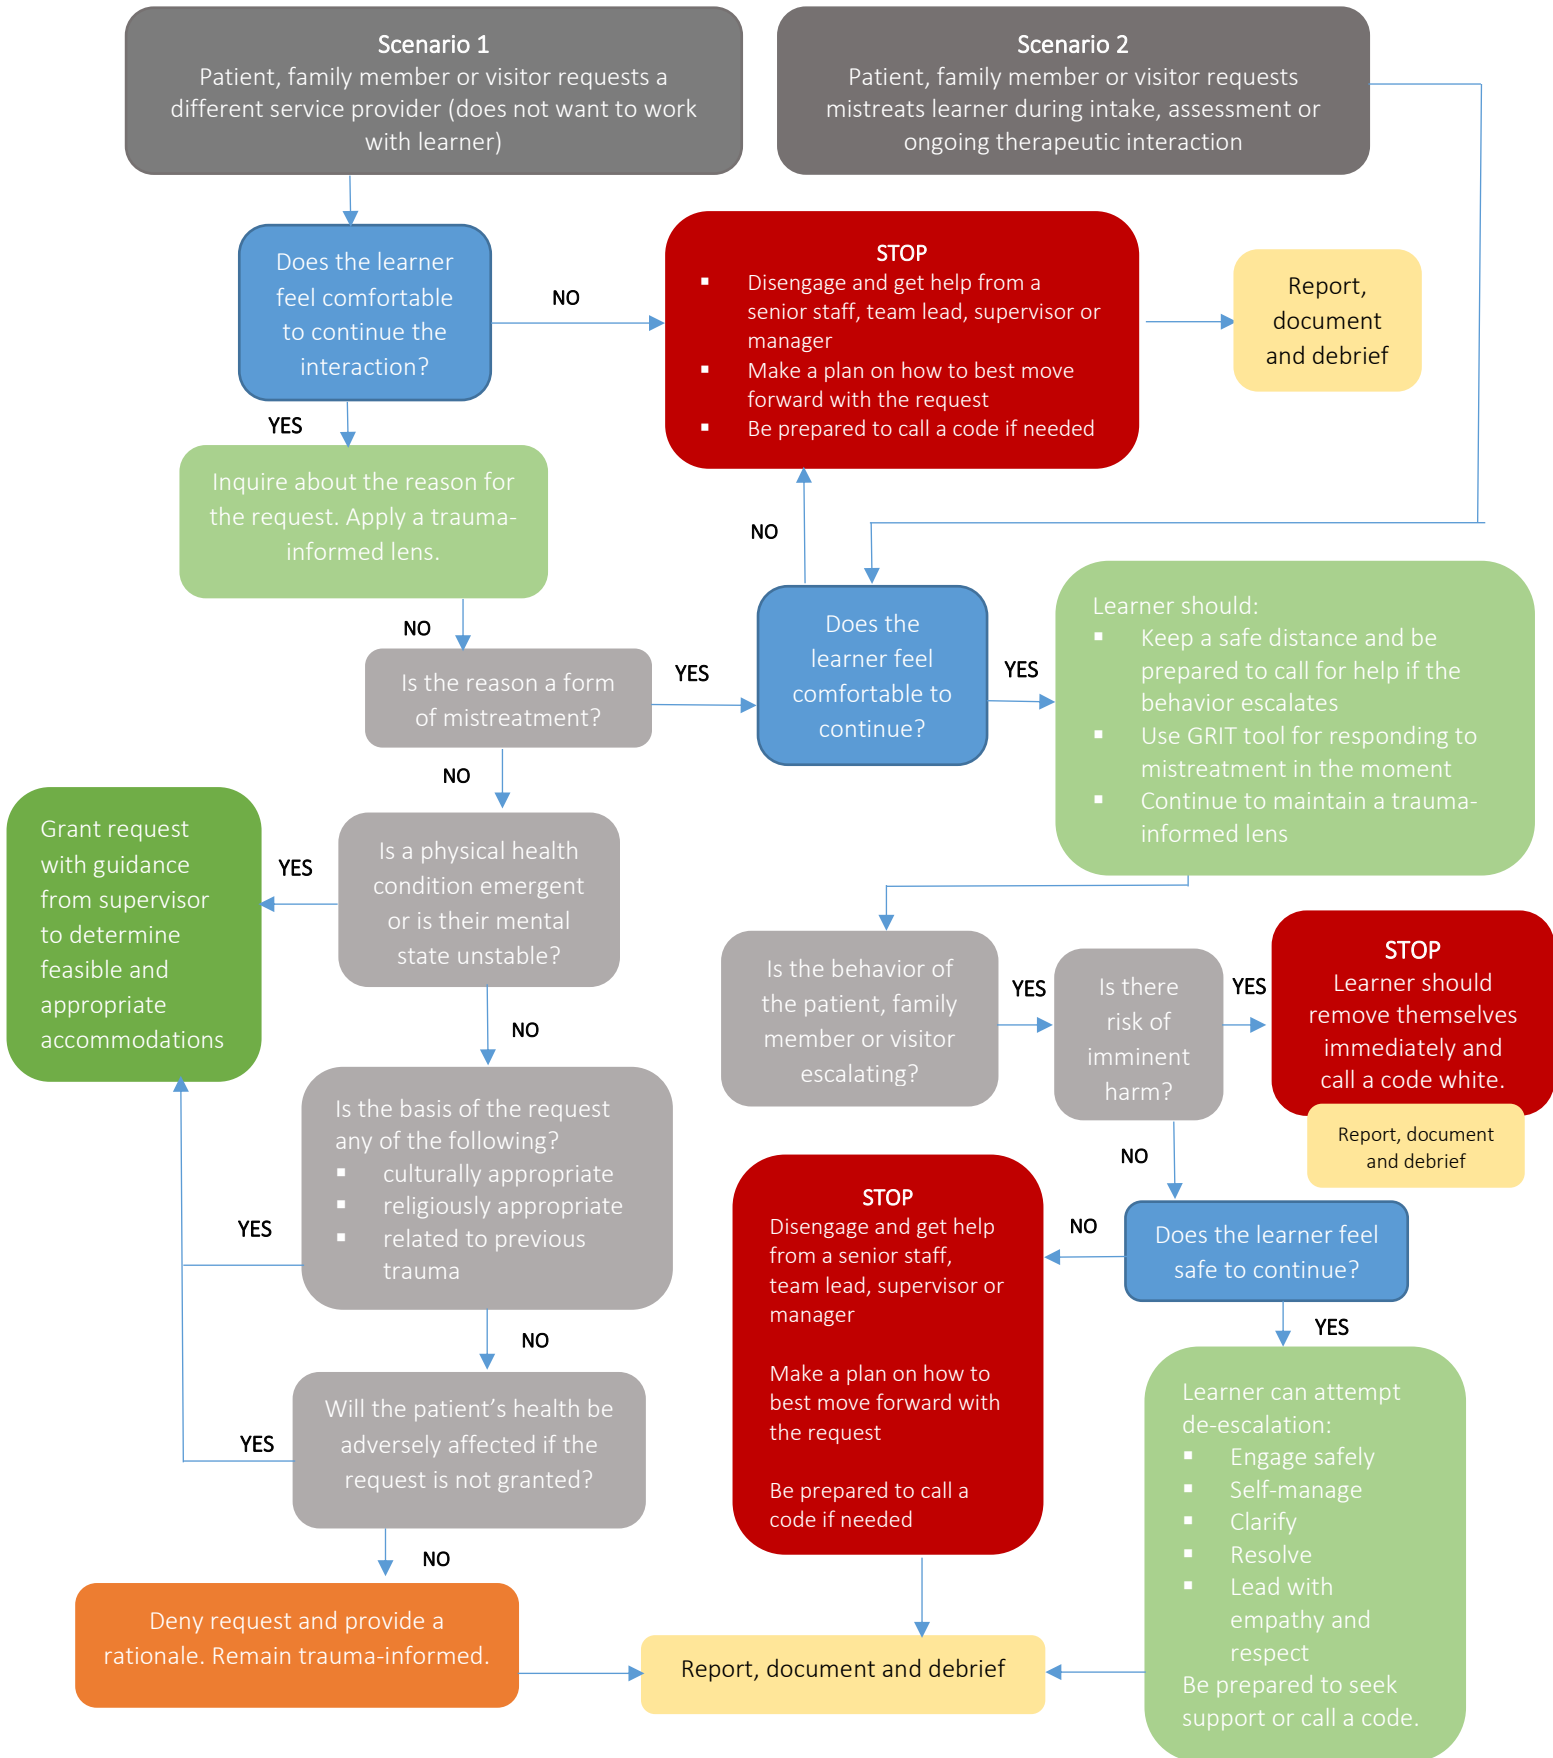 Scenario 1
Patient, family member or visitor requests a
different service provider (does not want to work
with learner)
Scenario 2
Patient, family member or visitor requests
mistreats learner during intake, assessment or
ongoing therapeutic interaction
Does the learner
feel comfortable
to continue the
interaction?
NO
STOP
▪ Disengage and get help from a
senior staff, team lead, supervisor or
manager
▪ Make a plan on how to best move
forward with the request
▪ Be prepared to call a code if needed
Report,
document
and debrief
YES
Inquire about the reason for
the request. Apply a trauma-
informed lens.
NO
NO
Is the reason a form
of mistreatment?
YES
Does the
learner feel
comfortable to
continue?
YES
Learner should:
▪ Keep a safe distance and be
prepared to call for help if the
behavior escalates
▪ Use GRIT tool for responding to
mistreatment in the moment
▪ Continue to maintain a trauma-
informed lens
NO
Grant request
with guidance
from supervisor
to determine
feasible and
appropriate
accommodations
YES
Is a physical health
condition emergent
or is their mental
state unstable?
NO
Is the behavior of
the patient, family
member or visitor
escalating?
YES
Is there
risk of
imminent
harm?
YES
STOP
Learner should
remove themselves
immediately and
call a code white.
Report, document
and debrief
Is the basis of the request
any of the following?
▪ culturally appropriate
▪ religiously appropriate
▪ related to previous
trauma
YES
NO
NO
STOP
Disengage and get help
from a senior staff,
team lead, supervisor or
manager
Make a plan on how to
best move forward with
the request
Be prepared to call a
code if needed
NO
Does the learner feel
safe to continue?
YES
Will the patient’s health be
adversely affected if the
request is not granted?
YES
NO
Learner can attempt
de-escalation:
▪ Engage safely
▪ Self-manage
▪ Clarify
▪ Resolve
▪ Lead with
empathy and
respect
Be prepared to seek
support or call a code.
Deny request and provide a
rationale. Remain trauma-informed.
Report, document and debrief